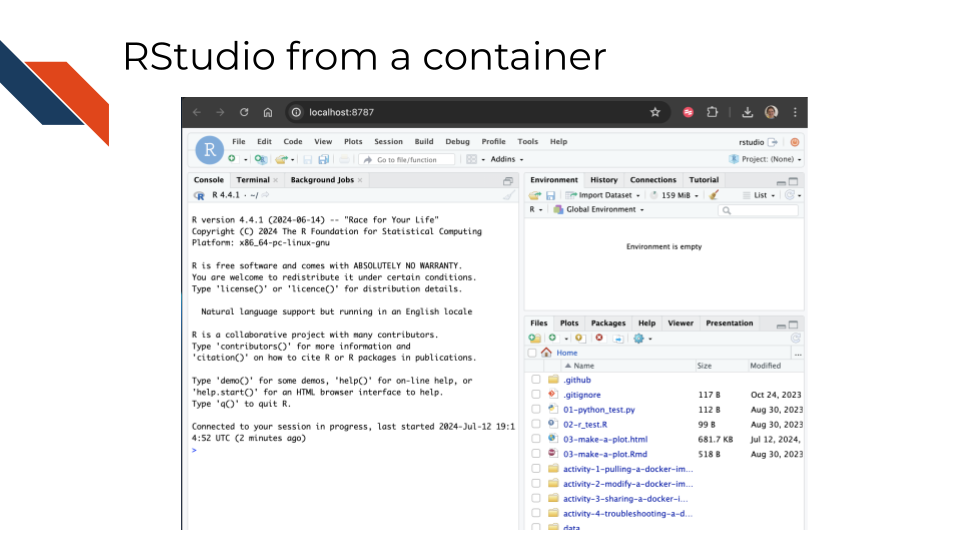 RStudio from a container
localhost:8787
R
File Edit Code View Plots Session Build Debug Profile Tools Help
rstudio
Go to file/function
Addins
Project: (None)
Console Terminal Background Jobs
R 4.4.1 · ~/
R version 4.4.1 (2024-06-14) -- "Race for Your Life"
Copyright (C) 2024 The R Foundation for Statistical Computing
Platform: x86_64-pc-linux-gnu
R is free software and comes with ABSOLUTELY NO WARRANTY.
You are welcome to redistribute it under certain conditions.
Type 'license()' or 'licence()' for distribution details.
Natural language support but running in an English locale
R is a collaborative project with many contributors.
Type 'contributors()' for more information and
'citation()' on how to cite R or R packages in publications.
Type 'demo()' for some demos, 'help()' for on-line help, or
'help.start()' for an HTML browser interface to help.
Type 'q()' to quit R.
Connected to your session in progress, last started 2024-Jul-12 19:1
4:52 UTC (2 minutes ago)
>
Environment History Connections Tutorial
Import Dataset 159 MiB List
R Global Environment
Environment is empty
Files Plots Packages Help Viewer Presentation
Home ...
Name Size Modified
.github
.gitignore 117 B Oct 24, 2023
01-python_test.py 112 B Aug 30, 2023
02-r_test.R 99 B Aug 30, 2023
03-make-a-plot.html 681.7 KB Jul 12, 2024,
03-make-a-plot.Rmd 518 B Aug 30, 2023
activity-1-pulling-a-docker-im...
activity-2-modify-a-docker-im...
activity-3-sharing-a-docker-i...
activity-4-troubleshooting-a-d...
data